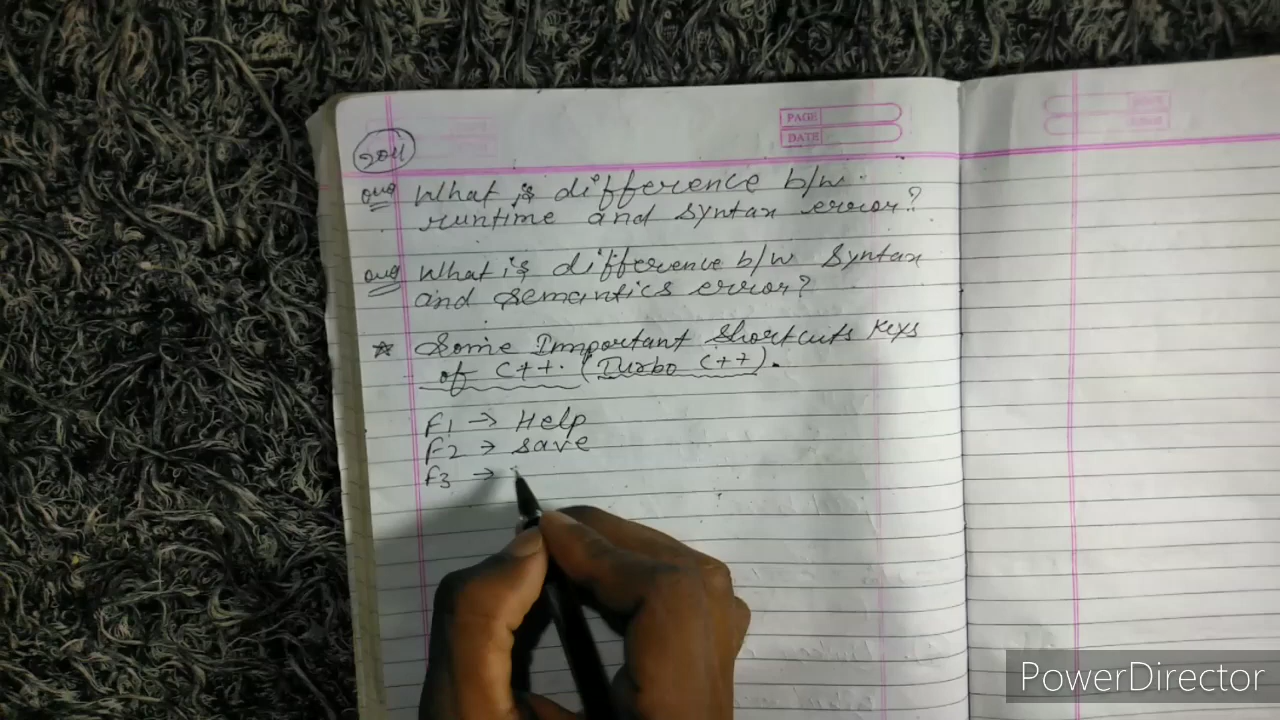 PAGE
DATE
2011
Que What is difference b/w
runtime and syntax error?
Que What is difference b/w syntax
and semantics error?
* Some Important Shortcuts Keys
of C++. (Turbo C++).
F1 → Help
F2 → save
F3 →
PowerDirector